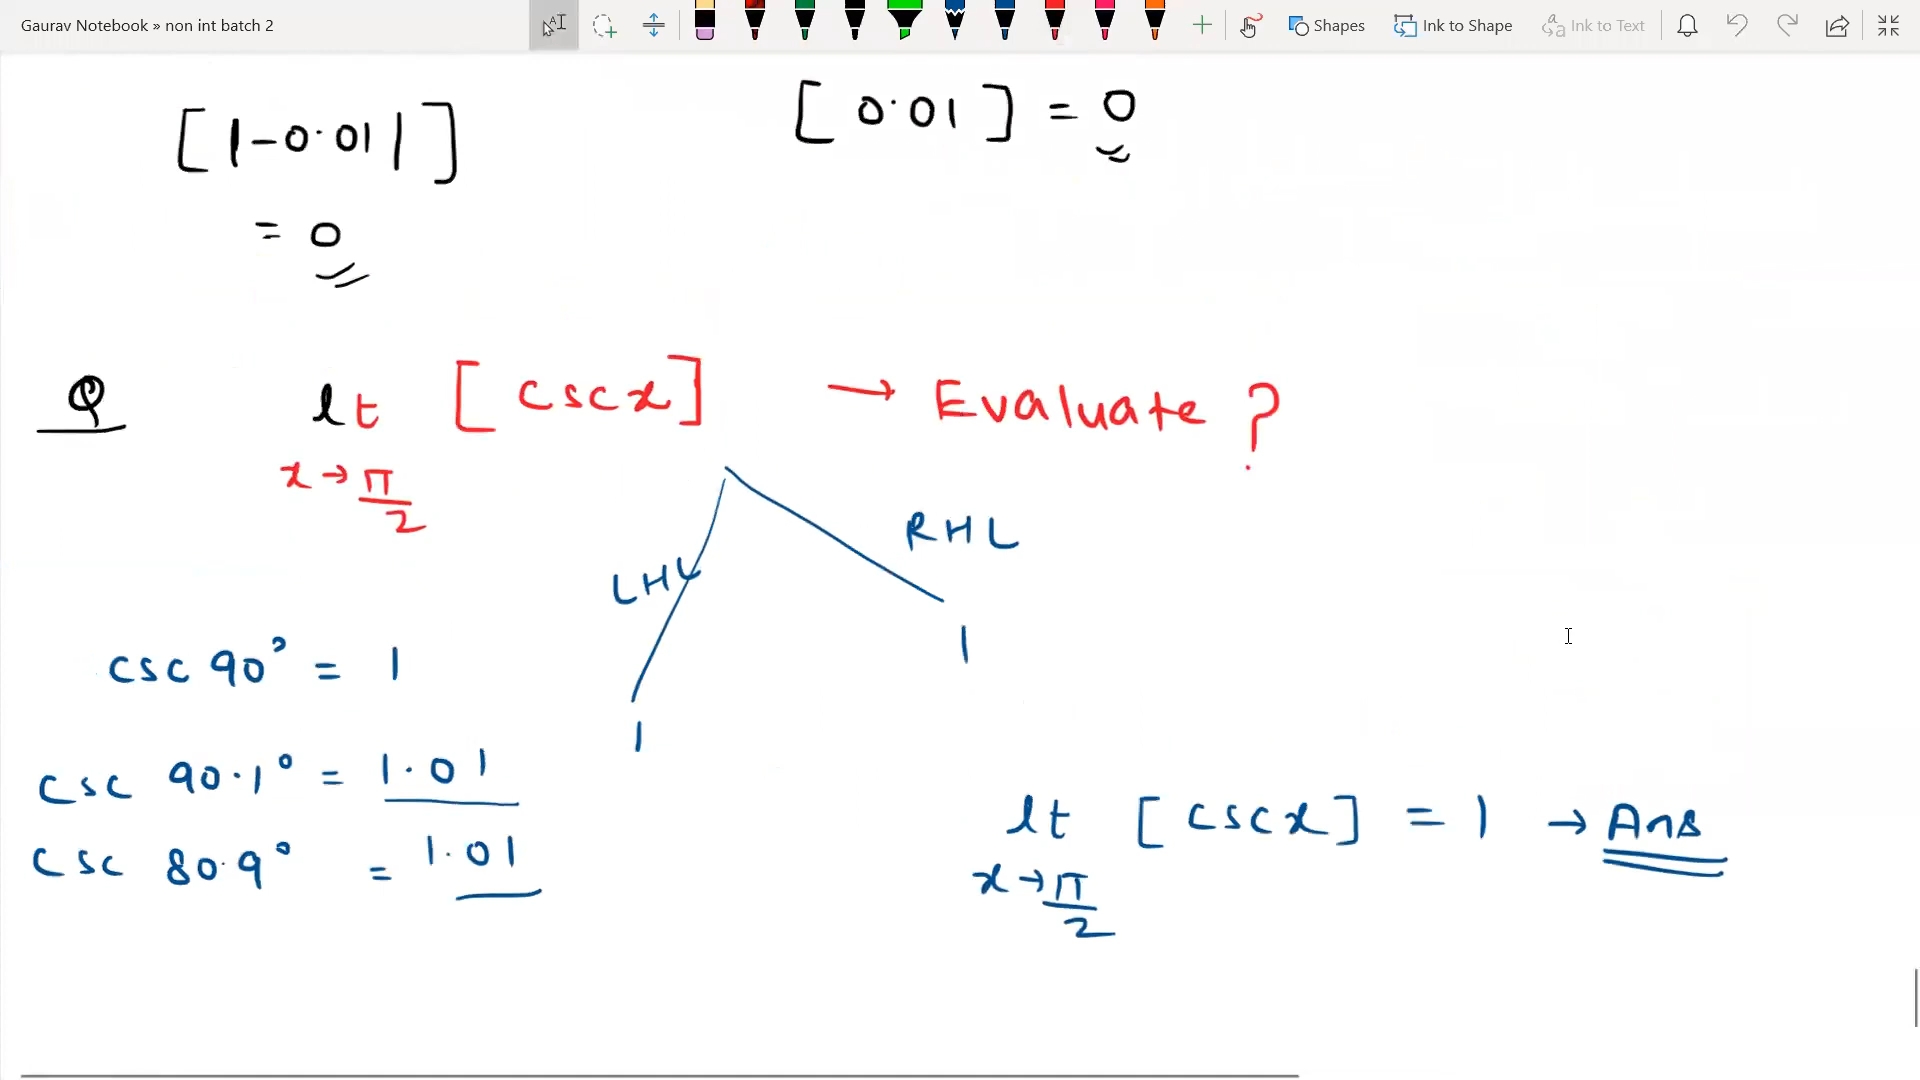 Gaurav Notebook » non int batch 2
Shapes
Ink to Shape
Ink to Text
[ |-0.01| ]
= 0
[ 0.01 ] = 0
Q lt [ cscx ] → Evaluate ?
x → π/2
LHL
RHL
1
1
csc 90° = 1
csc 90.1° = 1.01
csc 80.9° = 1.01
lt [ cscx ] = 1 → Ans
x → π/2